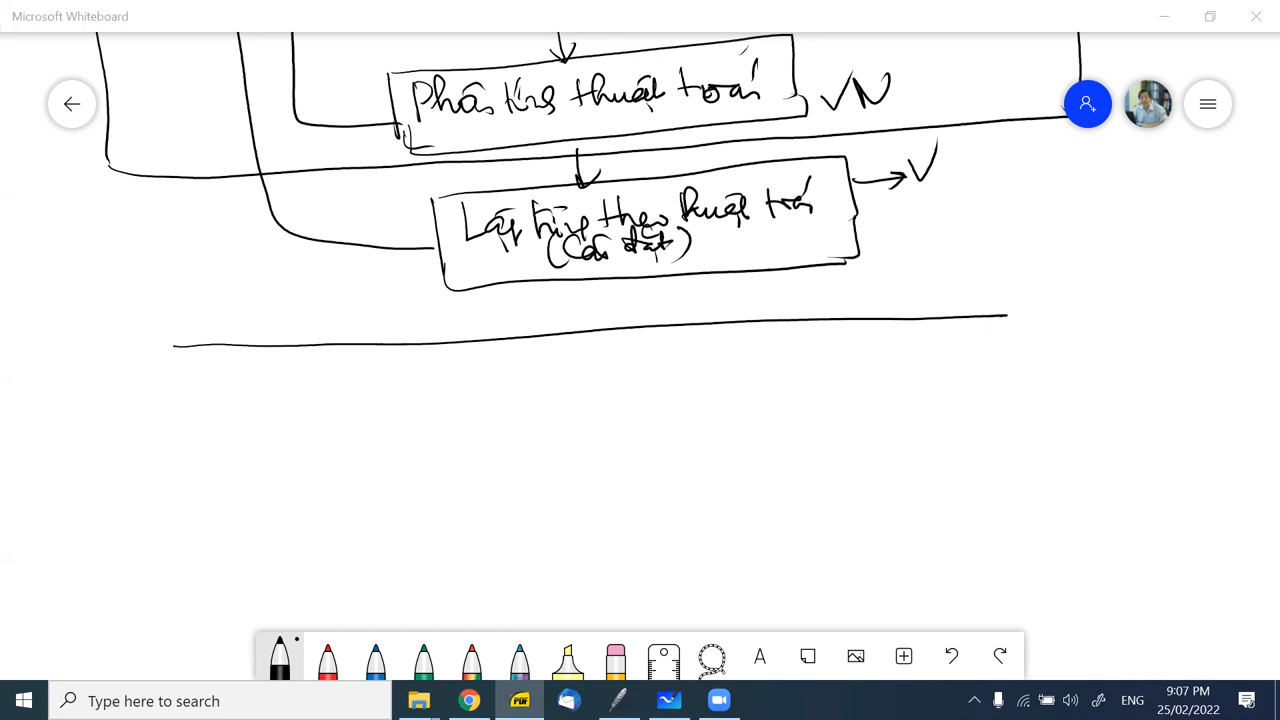 Microsoft Whiteboard
Phân tích thuật toán
VN
V
Lập trình theo thuật toán
(Cài đặt)
A
Type here to search
PDF
ENG
9:07 PM
25/02/2022